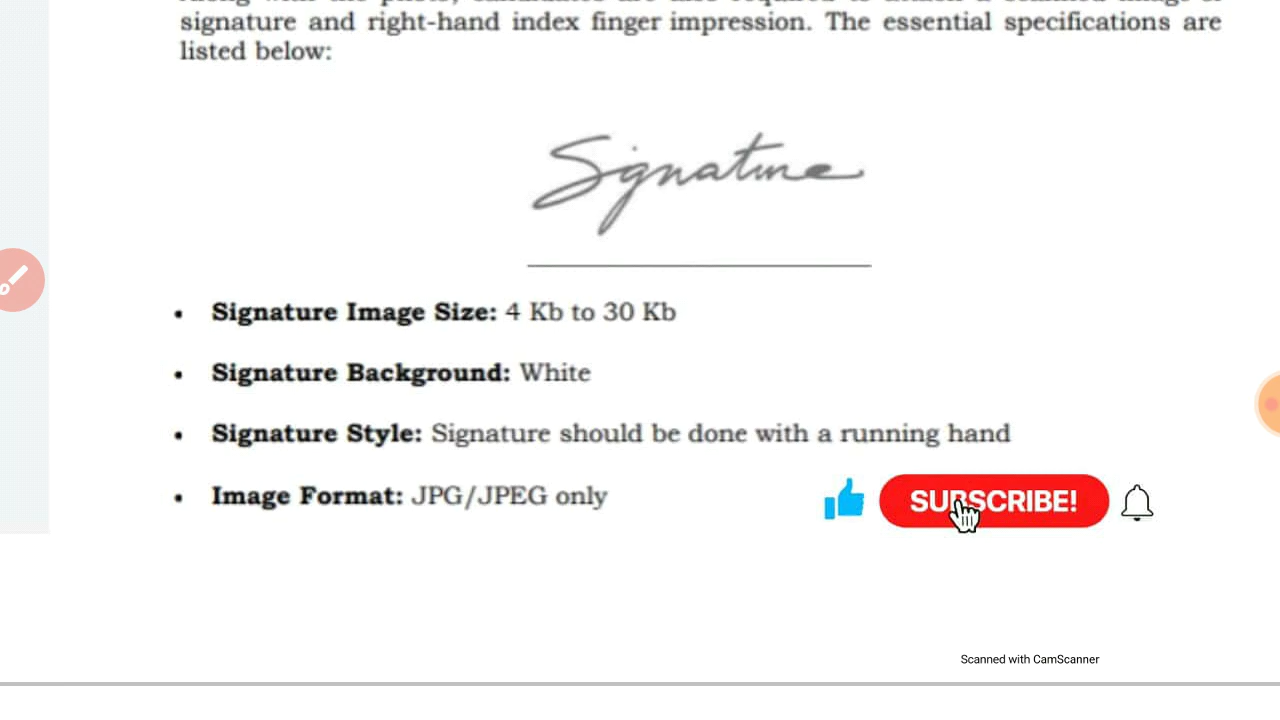 signature and right-hand index finger impression. The essential specifications are
listed below:
Signature
• Signature Image Size: 4 Kb to 30 Kb
• Signature Background: White
• Signature Style: Signature should be done with a running hand
• Image Format: JPG/JPEG only
SUBSCRIBE!
Scanned with CamScanner